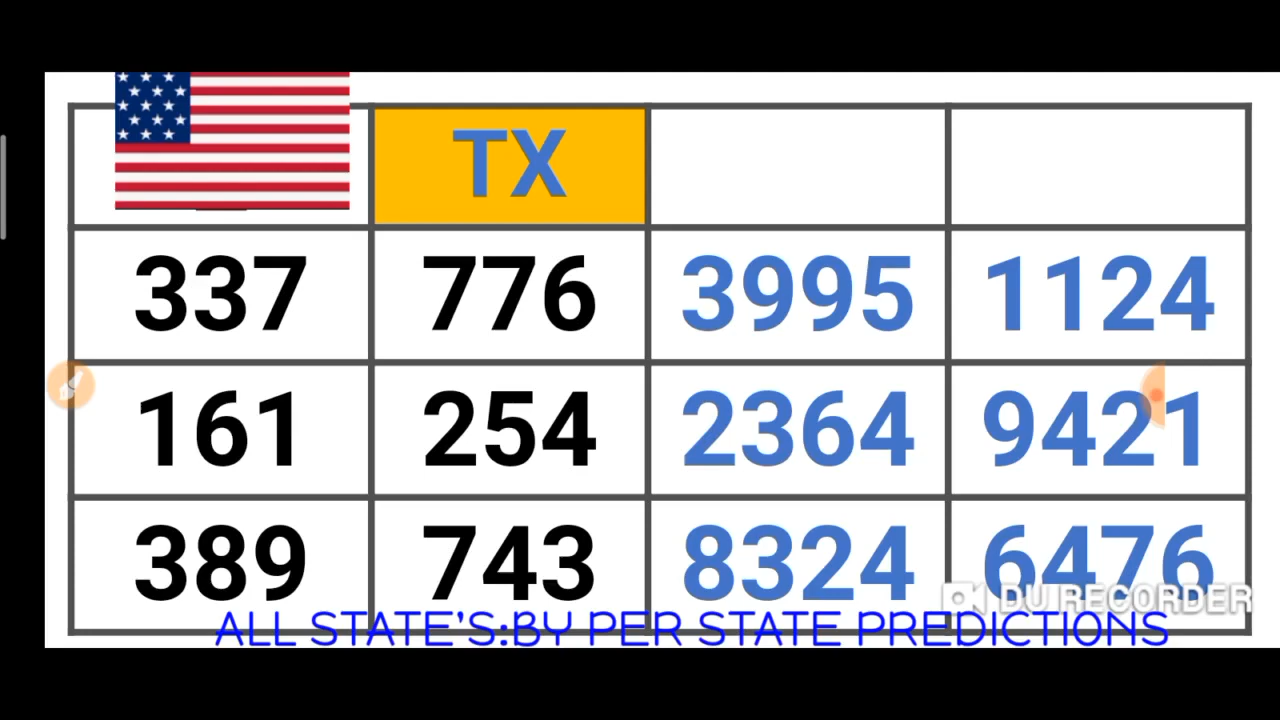 TX
337 776 3995 1124
161 254 2364 9421
389 743 8324 6476
DU RECORDER
ALL STATE'S:BY PER STATE PREDICTIONS